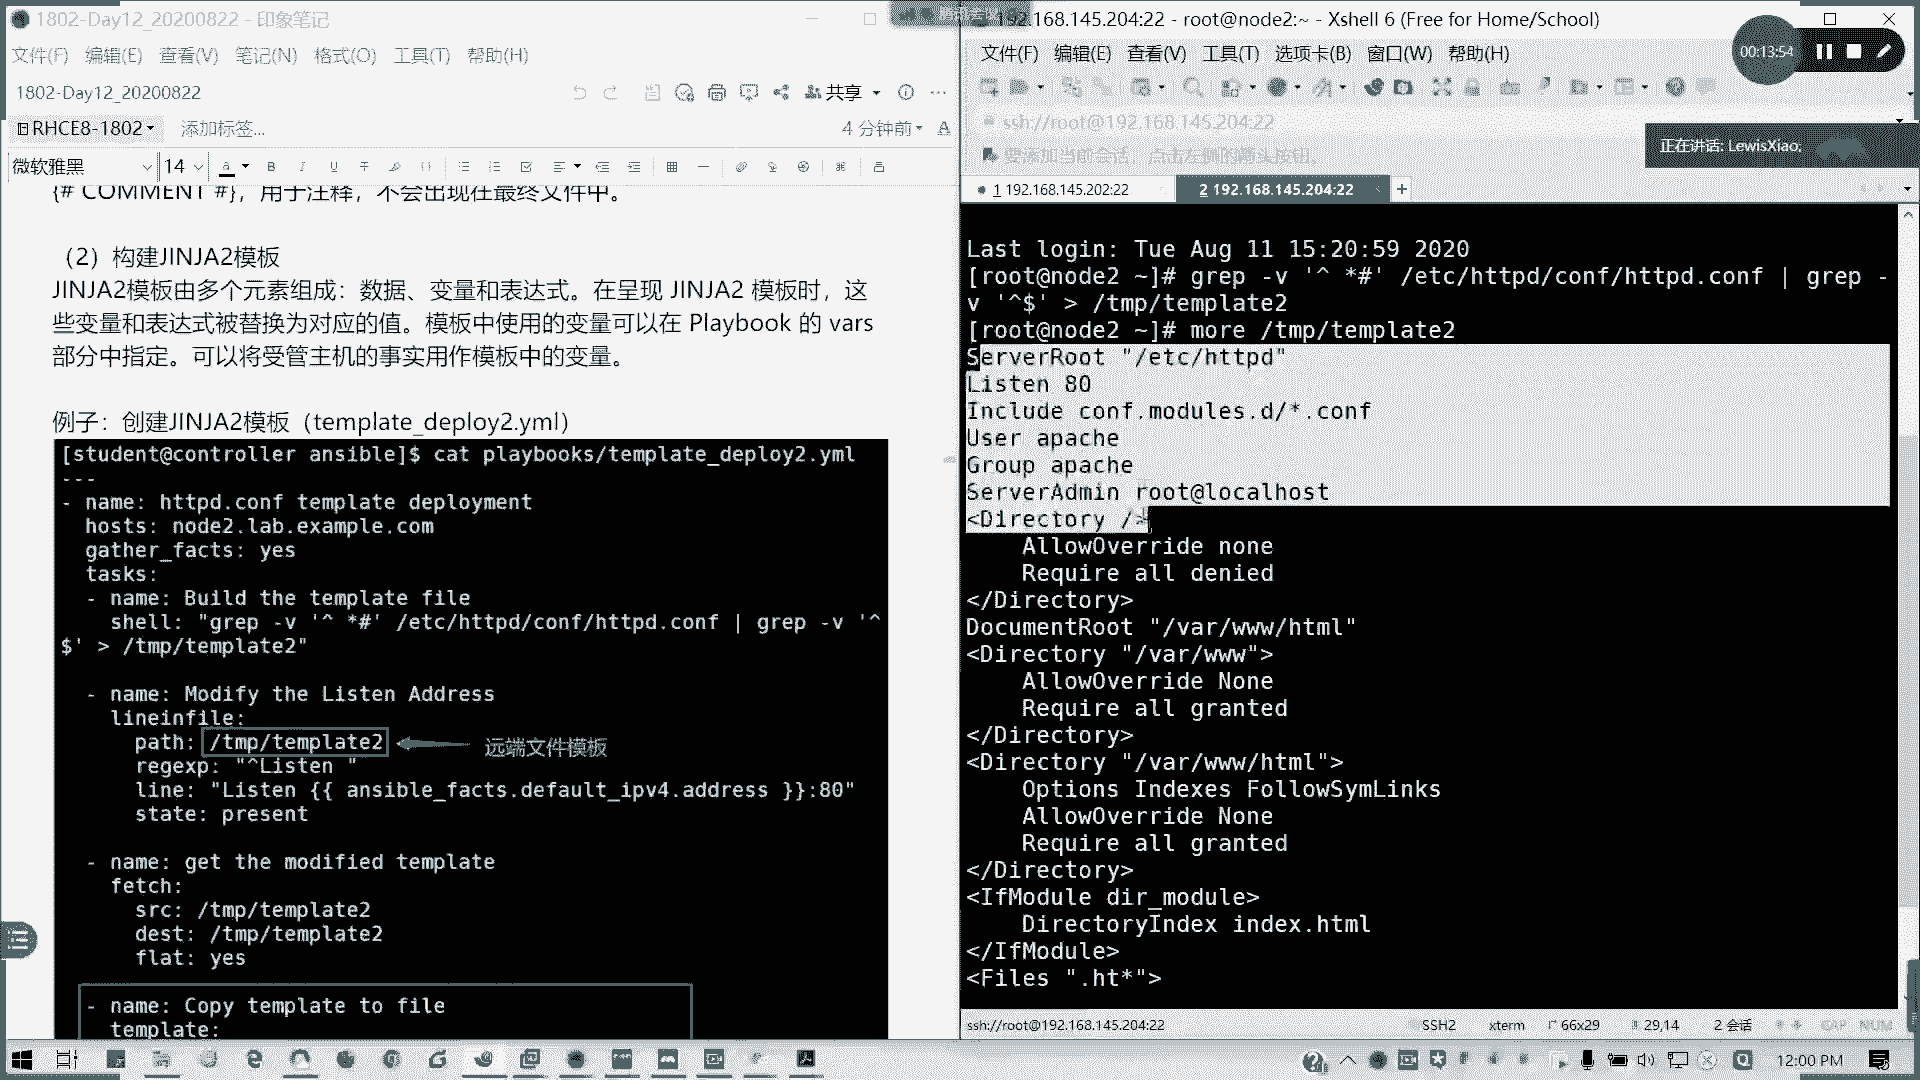 1802-Day12_20200822 - 印象笔记
文件(F) 编辑(E) 查看(V) 笔记(N) 格式(O) 工具(T) 帮助(H)
1802-Day12_20200822
共享
RHCE8-1802
添加标签...
4 分钟前
微软雅黑
14
{# COMMENT #}，用于注释，不会出现在最终文件中。
（2）构建JINJA2模板
JINJA2模板由多个元素组成：数据、变量和表达式。在呈现 JINJA2 模板时，这
些变量和表达式被替换为对应的值。模板中使用的变量可以在 Playbook 的 vars
部分中指定。可以将受管主机的事实用作模板中的变量。
例子：创建JINJA2模板（template_deploy2.yml）
[student@controller ansible]$ cat playbooks/template_deploy2.yml
---
- name: httpd.conf template deployment
  hosts: node2.lab.example.com
  gather_facts: yes
  tasks:
  - name: Build the template file
    shell: "grep -v '^ *#' /etc/httpd/conf/httpd.conf | grep -v '^
$' > /tmp/template2"
  - name: Modify the Listen Address
    lineinfile:
      path: /tmp/template2
远端文件模板
      regexp: "^Listen "
      line: "Listen {{ ansible_facts.default_ipv4.address }}:80"
      state: present
  - name: get the modified template
    fetch:
      src: /tmp/template2
      dest: /tmp/template2
      flat: yes
  - name: Copy template to file
    template:
192.168.145.204:22 - root@node2:~ - Xshell 6 (Free for Home/School)
文件(F) 编辑(E) 查看(V) 工具(T) 选项卡(B) 窗口(W) 帮助(H)
00:13:54
ssh://root@192.168.145.204:22
要添加当前会话，点击左侧的箭头按钮。
正在讲话: LewisXiao;
1 192.168.145.202:22
2 192.168.145.204:22
Last login: Tue Aug 11 15:20:59 2020
[root@node2 ~]# grep -v '^ *#' /etc/httpd/conf/httpd.conf | grep -
v '^$' > /tmp/template2
[root@node2 ~]# more /tmp/template2
ServerRoot "/etc/httpd"
Listen 80
Include conf.modules.d/*.conf
User apache
Group apache
ServerAdmin root@localhost
<Directory />
    AllowOverride none
    Require all denied
</Directory>
DocumentRoot "/var/www/html"
<Directory "/var/www">
    AllowOverride None
    Require all granted
</Directory>
<Directory "/var/www/html">
    Options Indexes FollowSymLinks
    AllowOverride None
    Require all granted
</Directory>
<IfModule dir_module>
    DirectoryIndex index.html
</IfModule>
<Files ".ht*">
ssh://root@192.168.145.204:22
SSH2
xterm
66x29
29,14
2 会话
CAP NUM
12:00 PM